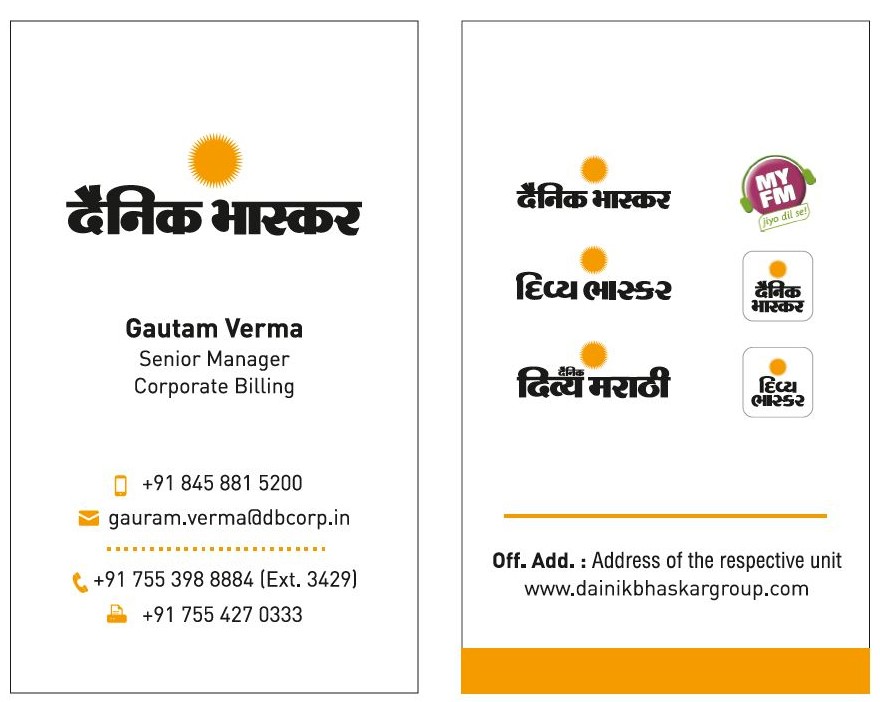 दैनिक भास्कर
Gautam Verma
Senior Manager
Corporate Billing
+91 845 881 5200
gauram.verma@dbcorp.in
+91 755 398 8884 (Ext. 3429)
+91 755 427 0333
दैनिक भास्कर
દિવ્ય ભાસ્કર
दैनिक
दिव्य मराठी
MY
FM
jiyo dil se!
दैनिक
भास्कर
દિવ્ય
ભાસ્કર
Off. Add. : Address of the respective unit
www.dainikbhaskargroup.com